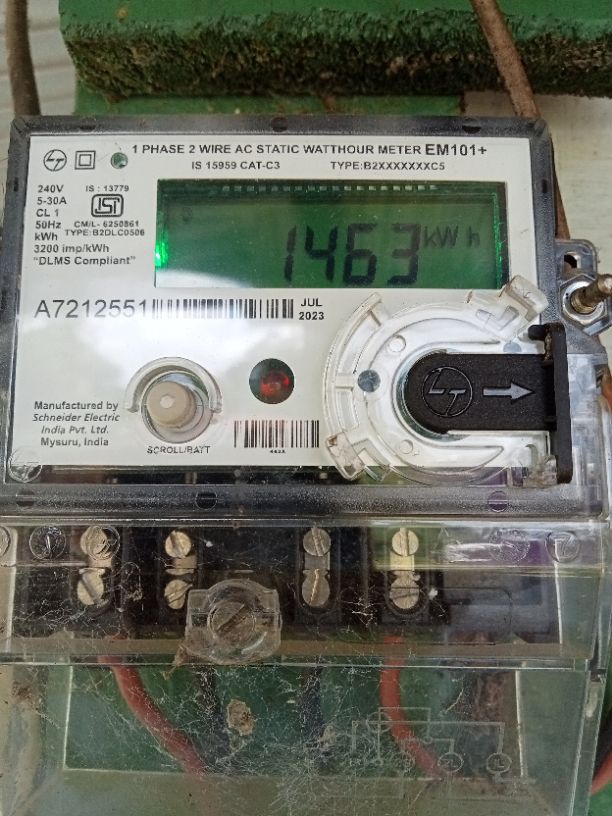 1 PHASE 2 WIRE AC STATIC WATTHOUR METER EM101+
IS 15959 CAT-C3 TYPE:B2XXXXXXXC5
240V IS : 13779
5-30A
CL 1
50Hz CM/L- 6250861
kWh TYPE:B2DLC0506
3200 imp/kWh
"DLMS Compliant"
ISI
1463 kWh
A7212551 JUL
2023
LT
Manufactured by
Schneider Electric
India Pvt. Ltd.
Mysuru, India
SCROLL/BATT